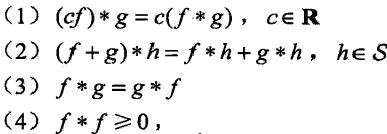 (1) (cf)*g=c(f*g), c∈R
(2) (f+g)*h=f*h+g*h, h∈S
(3) f*g=g*f
(4) f*f≥0,